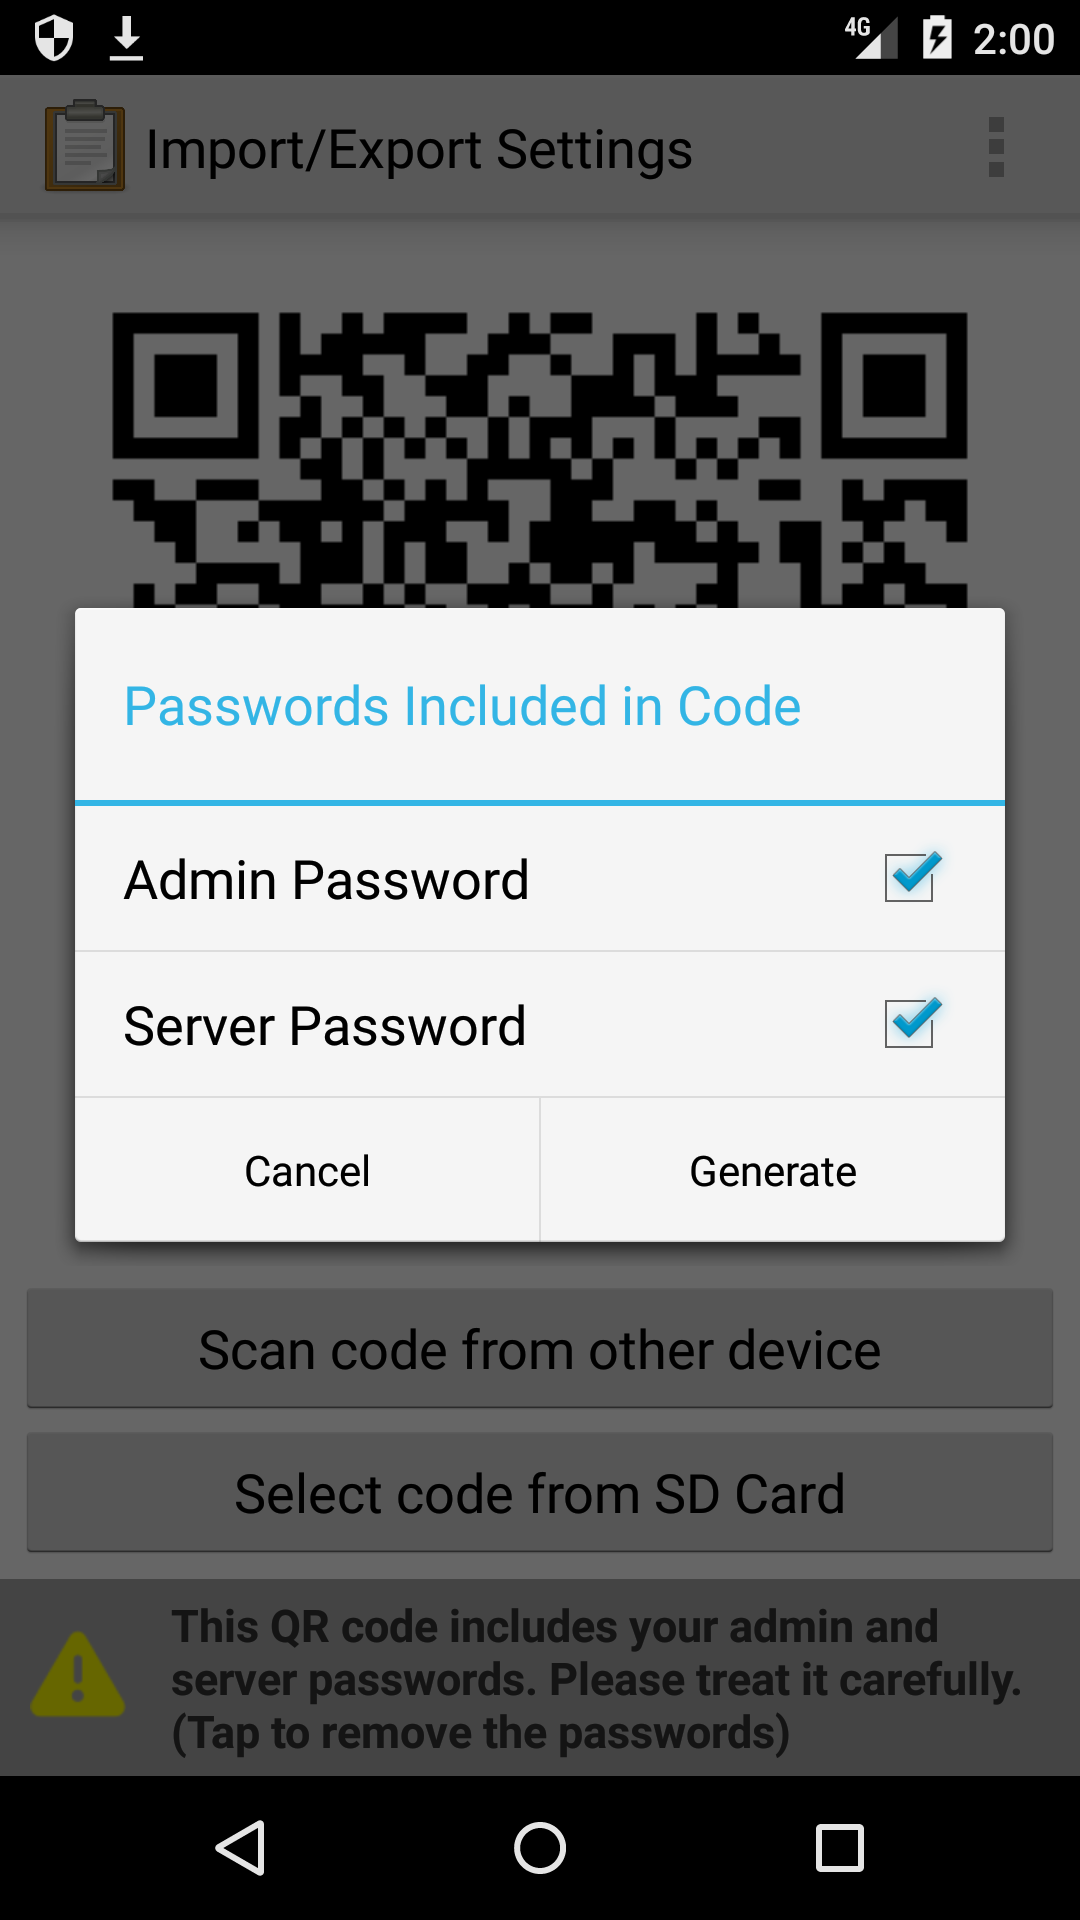 4G 2:00
Import/Export Settings
Passwords Included in Code
Admin Password
Server Password
Cancel Generate
Scan code from other device
Select code from SD Card
This QR code includes your admin and
server passwords. Please treat it carefully.
(Tap to remove the passwords)